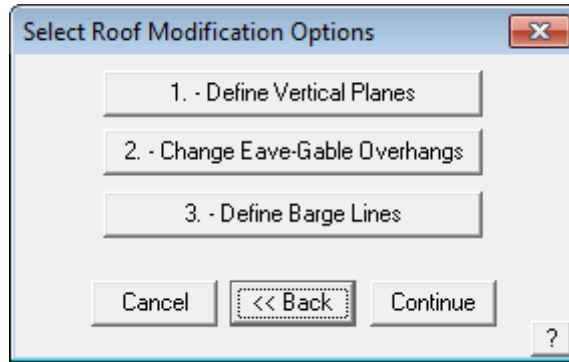 Select Roof Modification Options
1. - Define Vertical Planes
2. - Change Eave-Gable Overhangs
3. - Define Barge Lines
Cancel << Back Continue
?